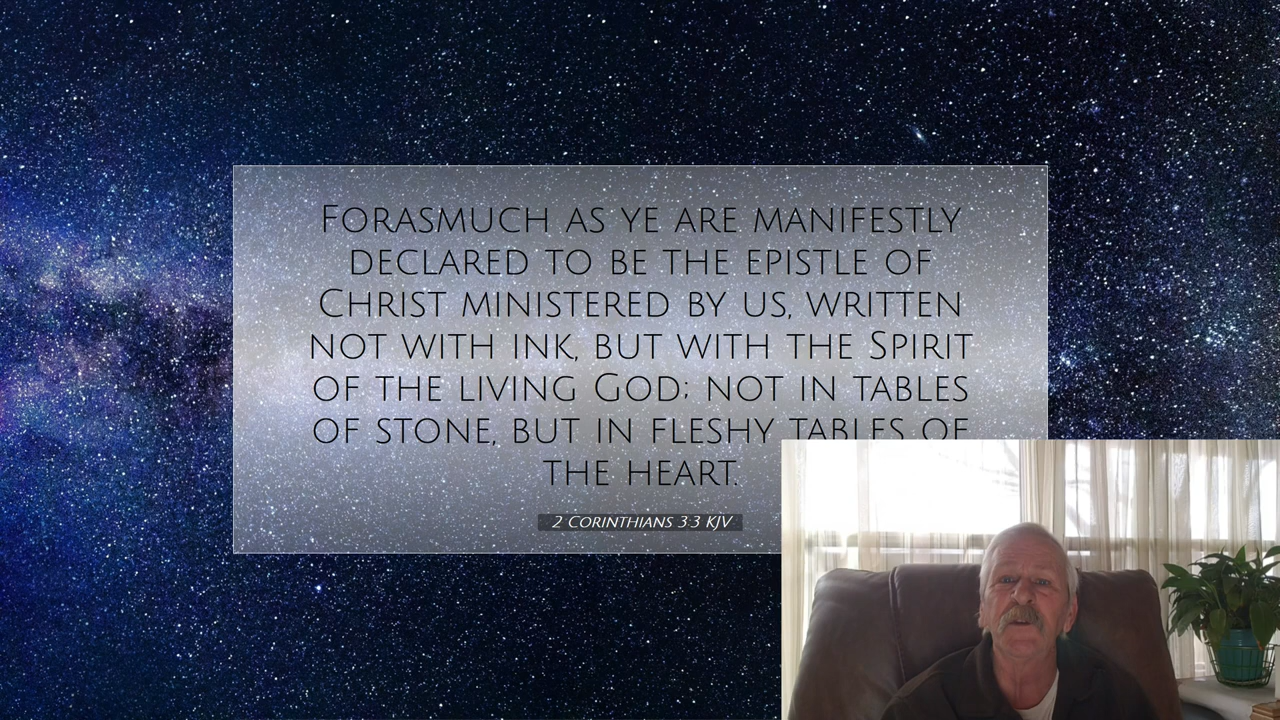 Forasmuch as ye are manifestly
declared to be the epistle of
Christ ministered by us, written
not with ink, but with the Spirit
of the living God; not in tables
of stone, but in fleshy tables of
the heart.
2 Corinthians 3:3 KJV